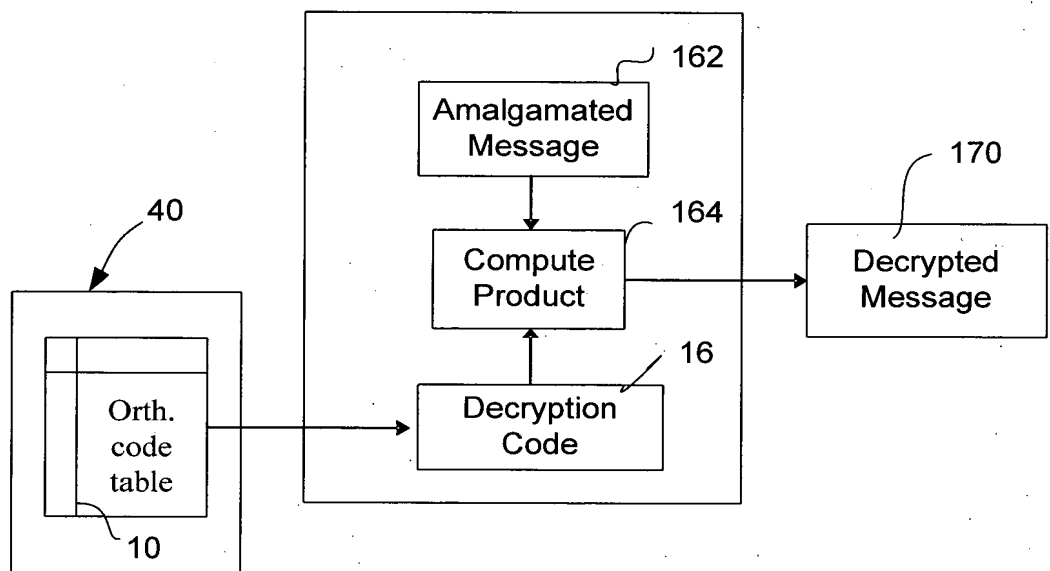 162
Amalgamated
Message
170
40
164
Compute
Product
Decrypted
Message
16
Decryption
Code
Orth.
code
table
10